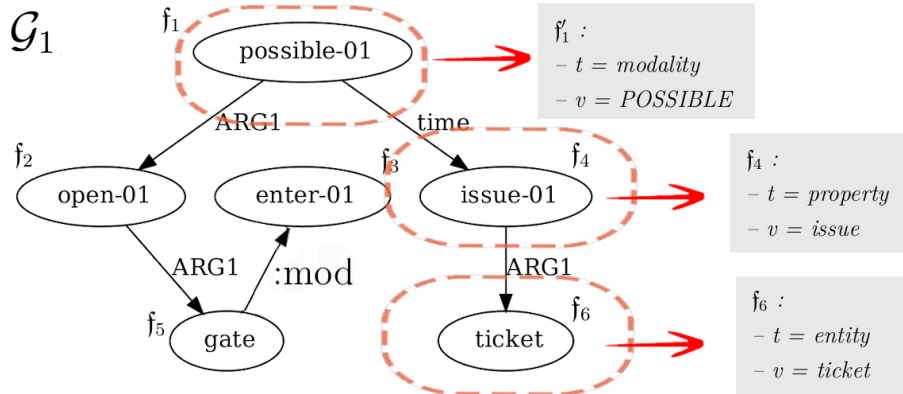 𝒢₁
𝔣₁
possible-01
𝔣′₁ :
– t = modality
– v = POSSIBLE
ARG1
time
𝔣₂
open-01
enter-01
𝔣₃
𝔣₄
issue-01
𝔣₄ :
– t = property
– v = issue
ARG1
:mod
ARG1
𝔣₅
gate
𝔣₆
ticket
𝔣₆ :
– t = entity
– v = ticket